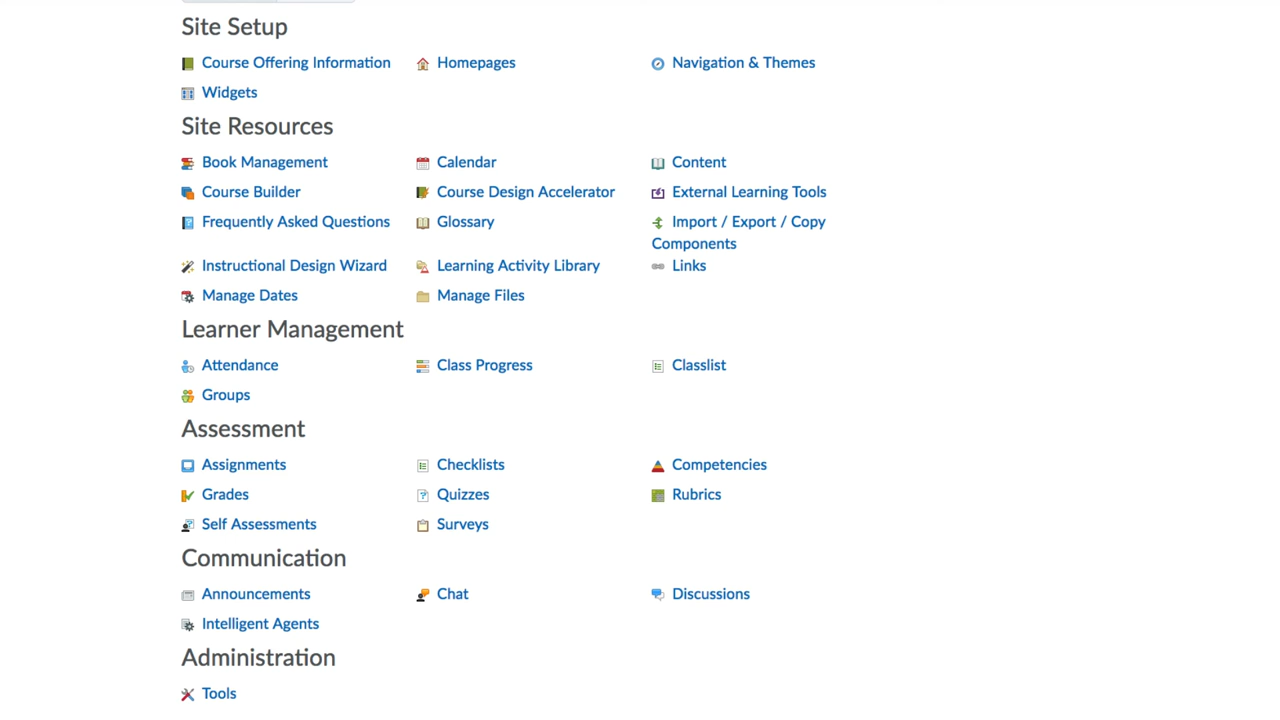 Site Setup
Course Offering Information Homepages Navigation & Themes
Widgets
Site Resources
Book Management Calendar Content
Course Builder Course Design Accelerator External Learning Tools
Frequently Asked Questions Glossary Import / Export / Copy
Components
Instructional Design Wizard Learning Activity Library Links
Manage Dates Manage Files
Learner Management
Attendance Class Progress Classlist
Groups
Assessment
Assignments Checklists Competencies
Grades Quizzes Rubrics
Self Assessments Surveys
Communication
Announcements Chat Discussions
Intelligent Agents
Administration
Tools